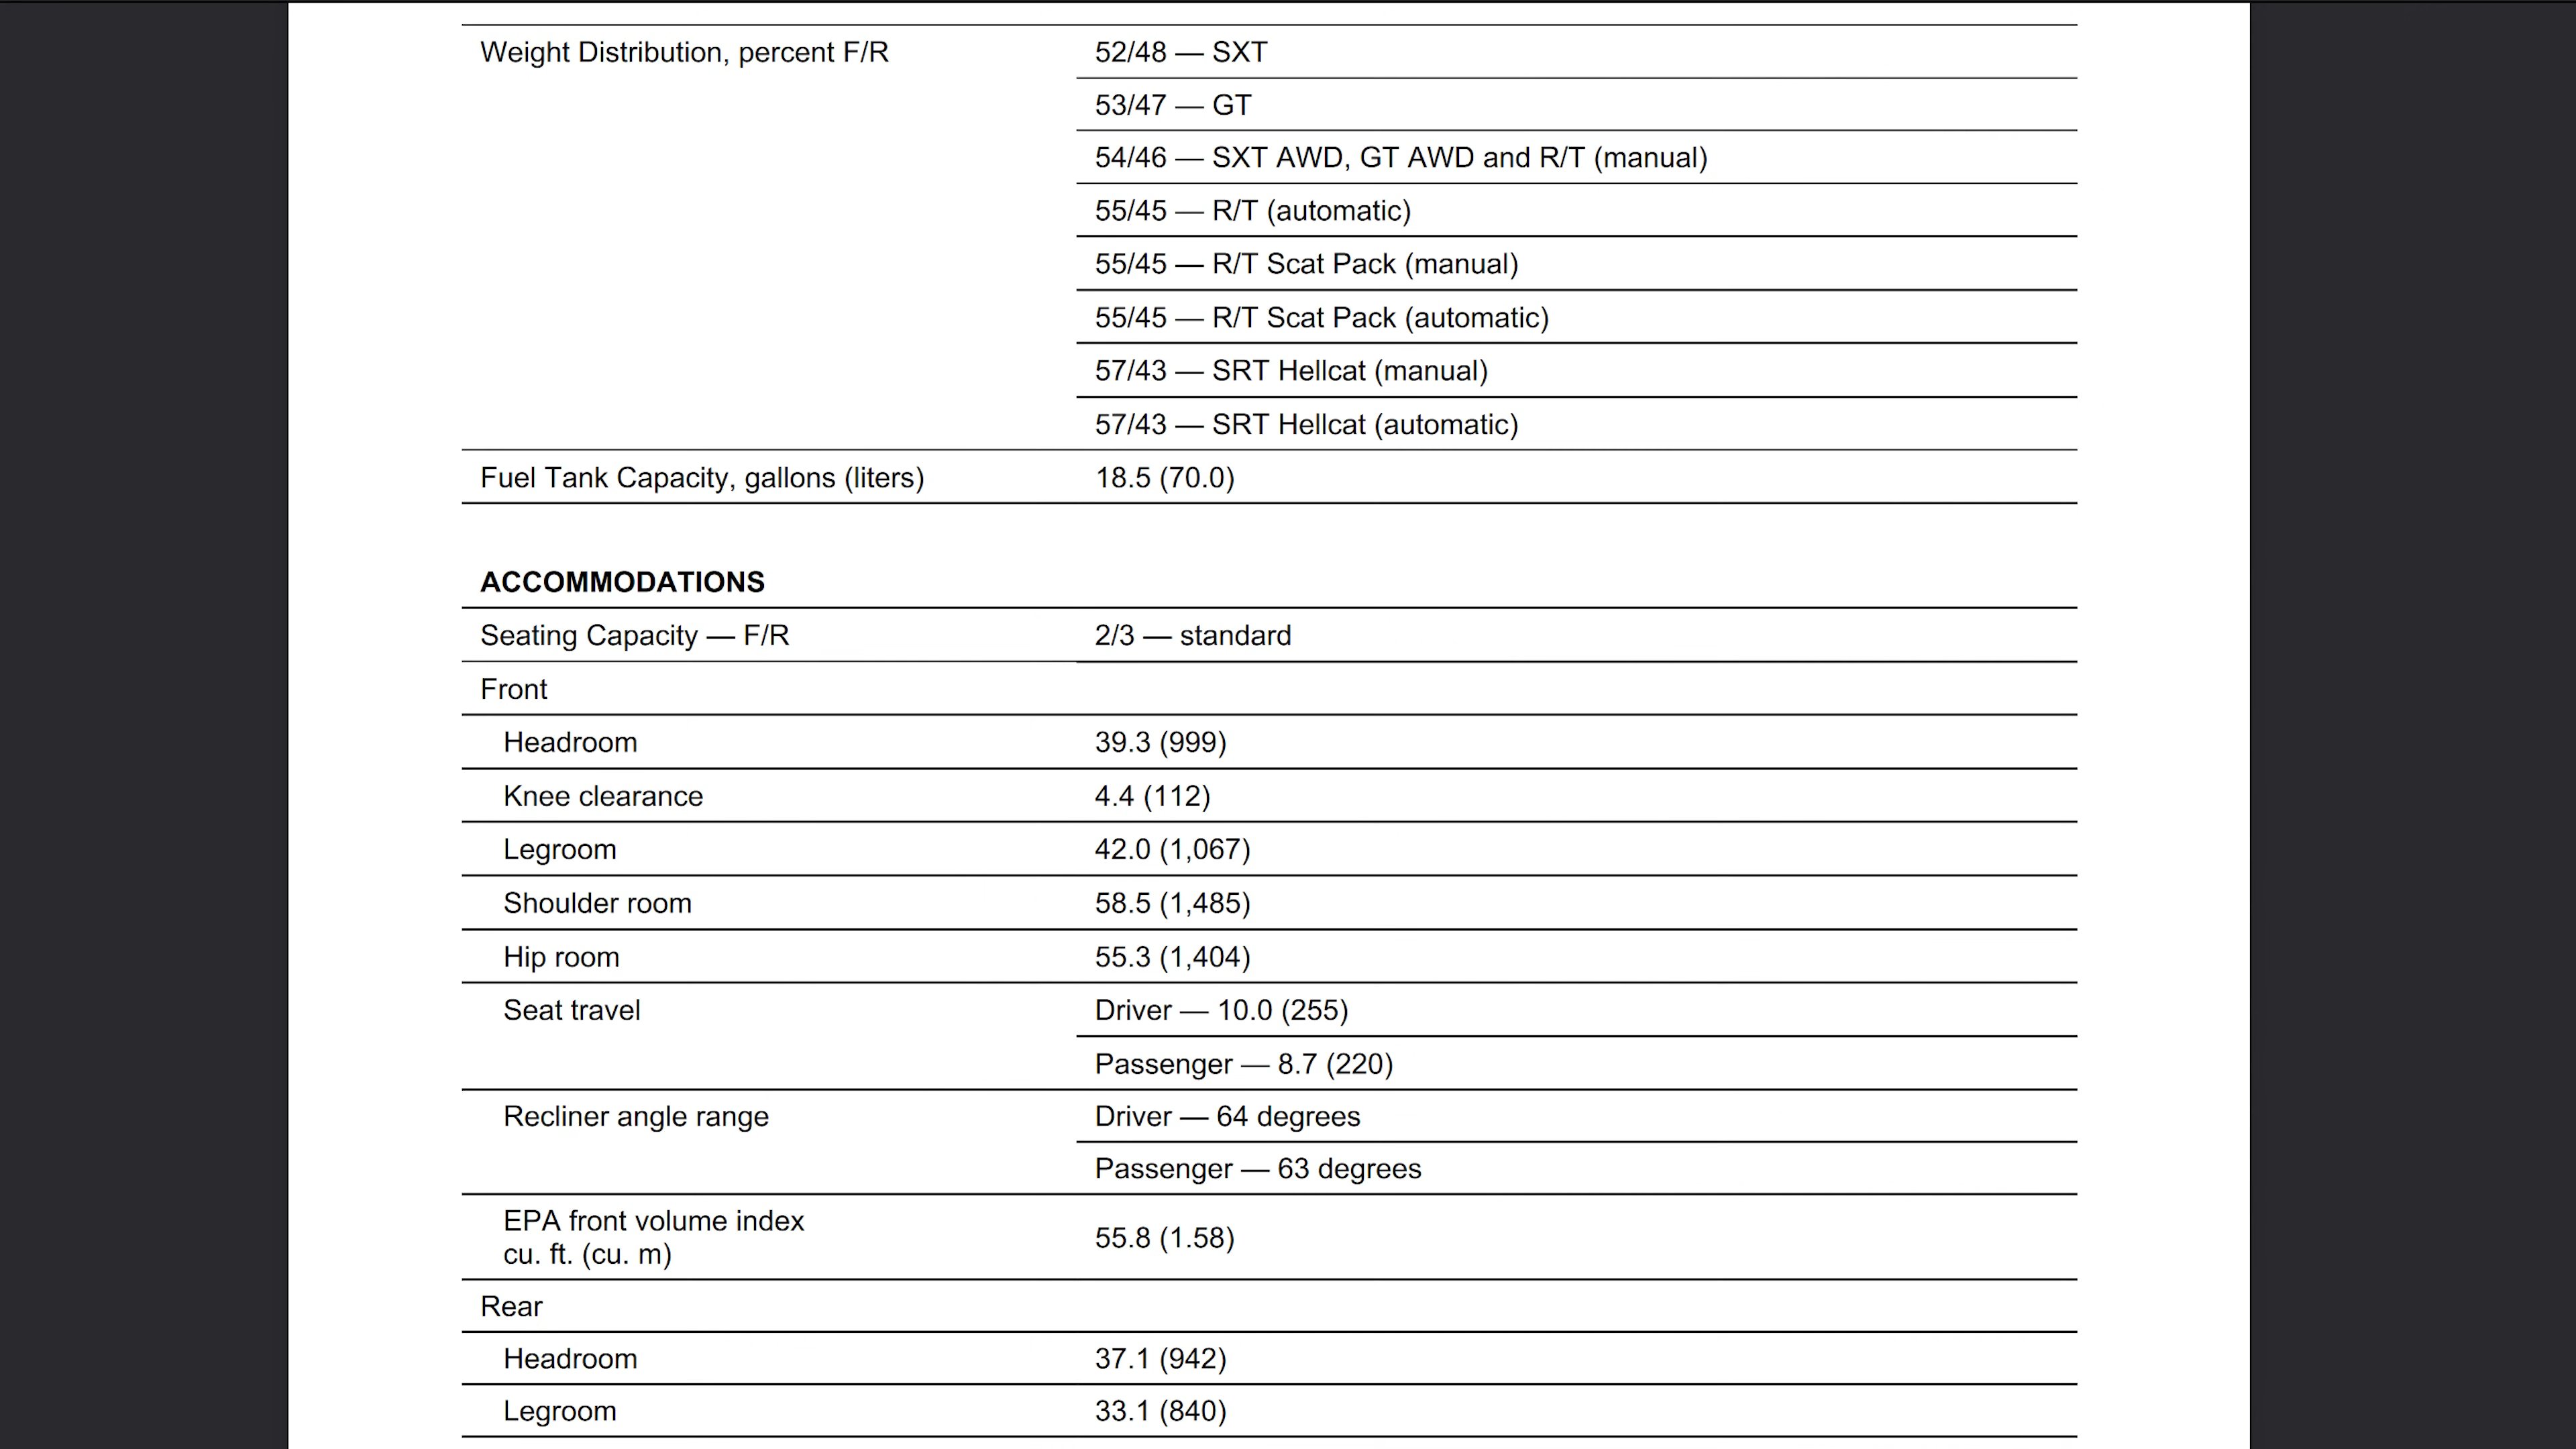 Weight Distribution, percent F/R 52/48 — SXT
53/47 — GT
54/46 — SXT AWD, GT AWD and R/T (manual)
55/45 — R/T (automatic)
55/45 — R/T Scat Pack (manual)
55/45 — R/T Scat Pack (automatic)
57/43 — SRT Hellcat (manual)
57/43 — SRT Hellcat (automatic)
Fuel Tank Capacity, gallons (liters) 18.5 (70.0)
ACCOMMODATIONS
Seating Capacity — F/R 2/3 — standard
Front
Headroom 39.3 (999)
Knee clearance 4.4 (112)
Legroom 42.0 (1,067)
Shoulder room 58.5 (1,485)
Hip room 55.3 (1,404)
Seat travel Driver — 10.0 (255)
Passenger — 8.7 (220)
Recliner angle range Driver — 64 degrees
Passenger — 63 degrees
EPA front volume index
cu. ft. (cu. m) 55.8 (1.58)
Rear
Headroom 37.1 (942)
Legroom 33.1 (840)